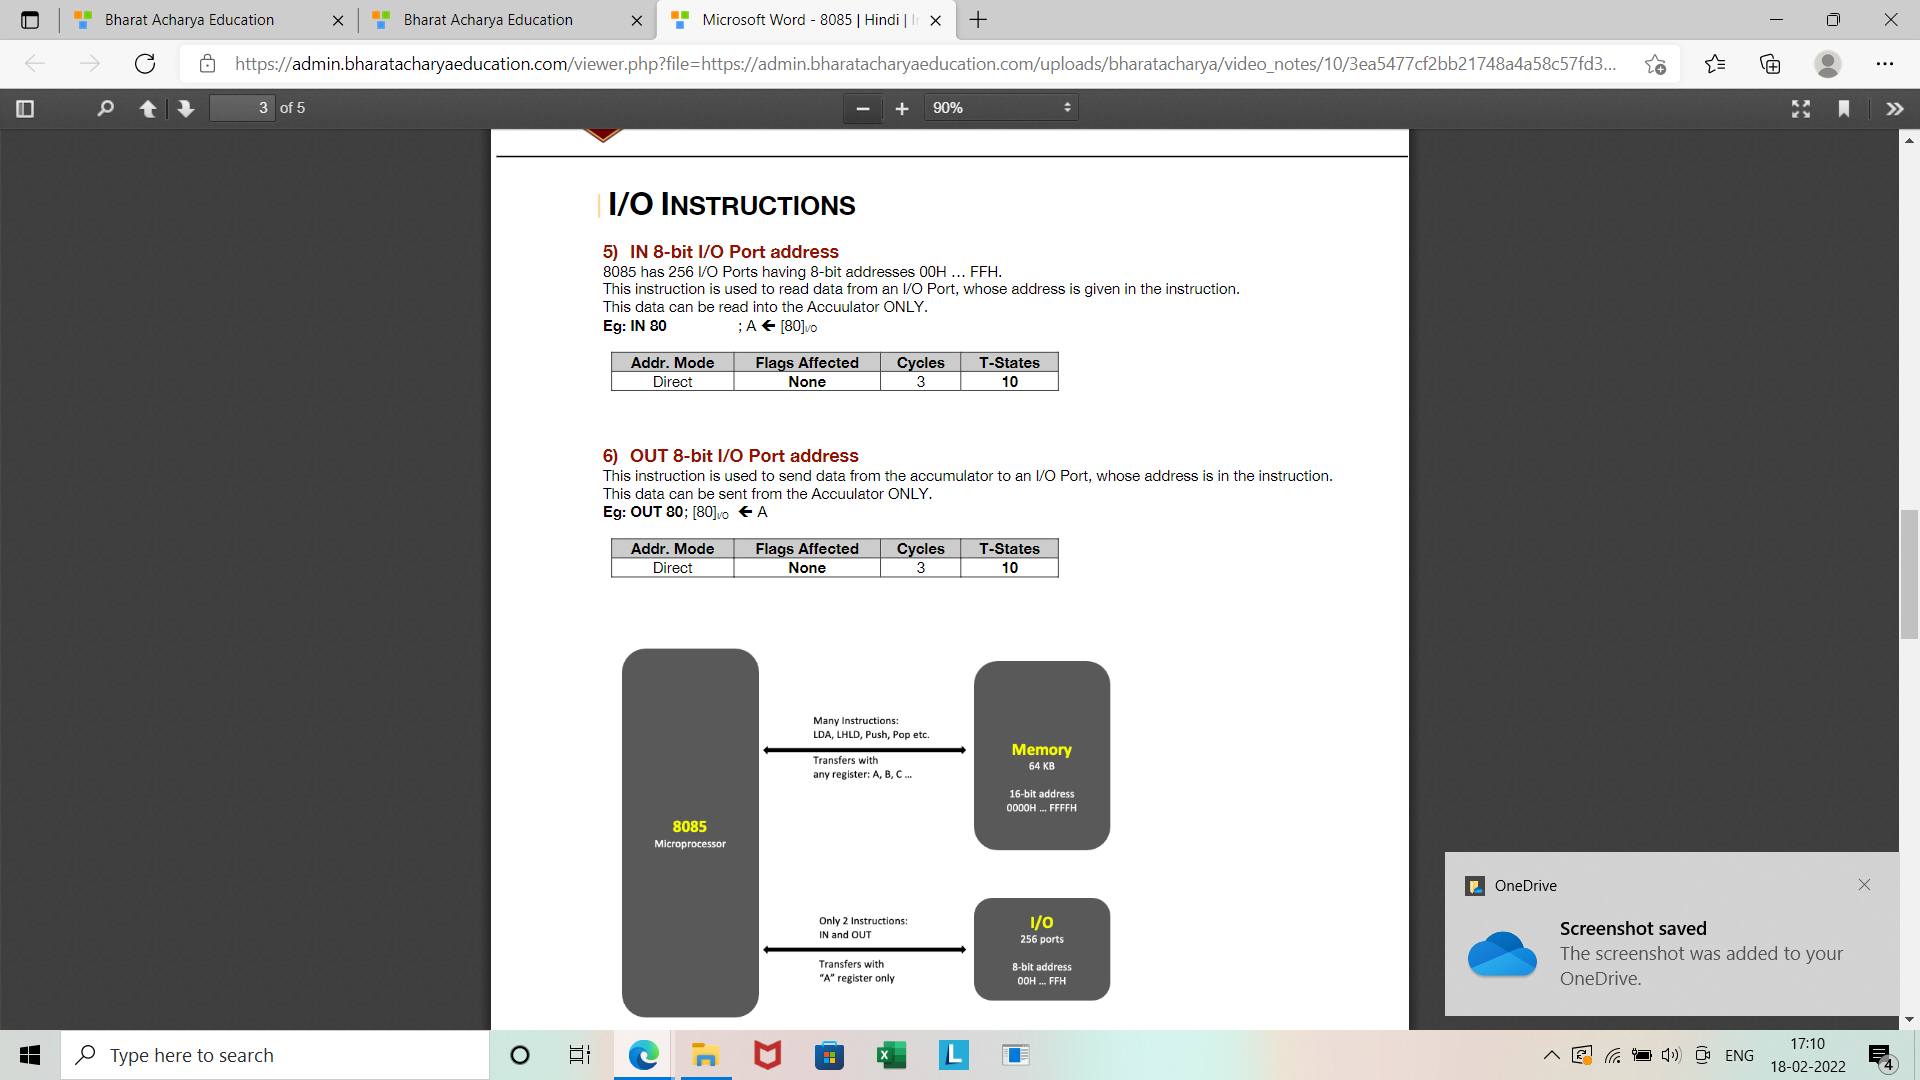 Bharat Acharya Education
Bharat Acharya Education
Microsoft Word - 8085 | Hindi |
https://admin.bharatacharyaeducation.com/viewer.php?file=https://admin.bharatacharyaeducation.com/uploads/bharatacharya/video_notes/10/3ea5477cf2bb21748a4a58c57fd3...
3 of 5
90%
I/O INSTRUCTIONS
5) IN 8-bit I/O Port address
8085 has 256 I/O Ports having 8-bit addresses 00H ... FFH.
This instruction is used to read data from an I/O Port, whose address is given in the instruction.
This data can be read into the Accuulator ONLY.
Eg: IN 80 ; A ← [80]I/O
Addr. Mode Flags Affected Cycles T-States
Direct None 3 10
6) OUT 8-bit I/O Port address
This instruction is used to send data from the accumulator to an I/O Port, whose address is in the instruction.
This data can be sent from the Accuulator ONLY.
Eg: OUT 80; [80]I/O ← A
Addr. Mode Flags Affected Cycles T-States
Direct None 3 10
Many Instructions:
LDA, LHLD, Push, Pop etc.
Transfers with
any register: A, B, C ...
Memory
64 KB
16-bit address
0000H ... FFFFH
8085
Microprocessor
Only 2 Instructions:
IN and OUT
Transfers with
"A" register only
I/O
256 ports
8-bit address
00H ... FFH
OneDrive
Screenshot saved
The screenshot was added to your
OneDrive.
Type here to search
ENG
17:10
18-02-2022
4